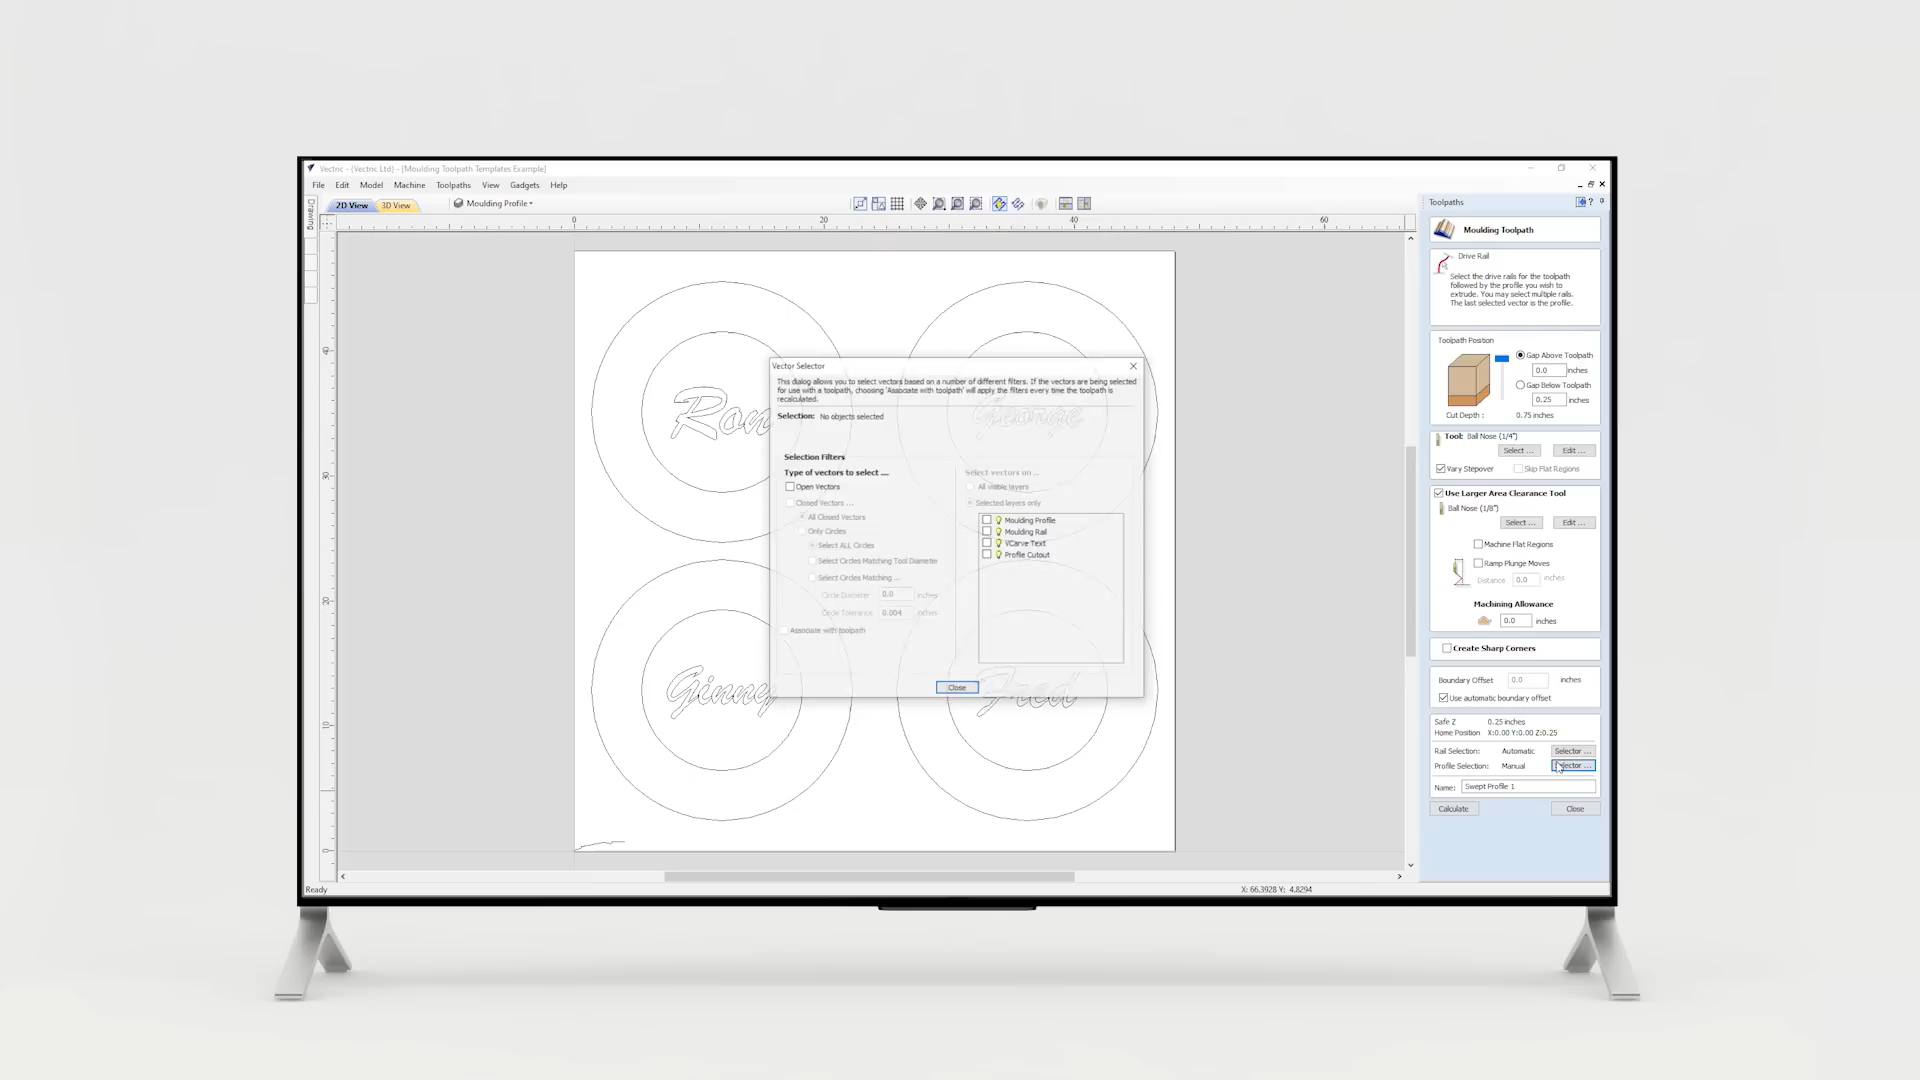 Vectric - {Vectric Ltd} - [Moulding Toolpath Templates Example]
File Edit Model Machine Toolpaths View Gadgets Help
Drawing
2D View 3D View Moulding Profile
0 20 40 60
40
30
20
10
0
Ron
George
Ginny
Fred
Vector Selector
This dialog allows you to select vectors based on a number of different filters. If the vectors are being selected
for use with a toolpath, choosing 'Associate with toolpath' will apply the filters every time the toolpath is
recalculated.
Selection: No objects selected
Selection Filters
Type of vectors to select ....
Open Vectors
Closed Vectors ...
All Closed Vectors
Only Circles
Select ALL Circles
Select Circles Matching Tool Diameter
Select Circles Matching ...
Circle Diameter 0.0 inches
Circle Tolerance 0.004 inches
Associate with toolpath
Select vectors on ...
All visible layers
Selected layers only
Moulding Profile
Moulding Rail
VCarve Text
Profile Cutout
Close
Toolpaths
Moulding Toolpath
Drive Rail
Select the drive rails for the toolpath
followed by the profile you wish to
extrude. You may select multiple rails.
The last selected vector is the profile.
Toolpath Position
Gap Above Toolpath
0.0 inches
Gap Below Toolpath
0.25 inches
Cut Depth : 0.75 inches
Tool: Ball Nose (1/4")
Select ... Edit ...
Vary Stepover Skip Flat Regions
Use Larger Area Clearance Tool
Ball Nose (1/8")
Select ... Edit ...
Machine Flat Regions
Ramp Plunge Moves
Distance 0.0 inches
Machining Allowance
0.0 inches
Create Sharp Corners
Boundary Offset 0.0 inches
Use automatic boundary offset
Safe Z 0.25 inches
Home Position X:0.00 Y:0.00 Z:0.25
Rail Selection: Automatic Selector ...
Profile Selection: Manual Selector ...
Name: Swept Profile 1
Calculate Close
Ready
X: 66.3928 Y: 4.8294